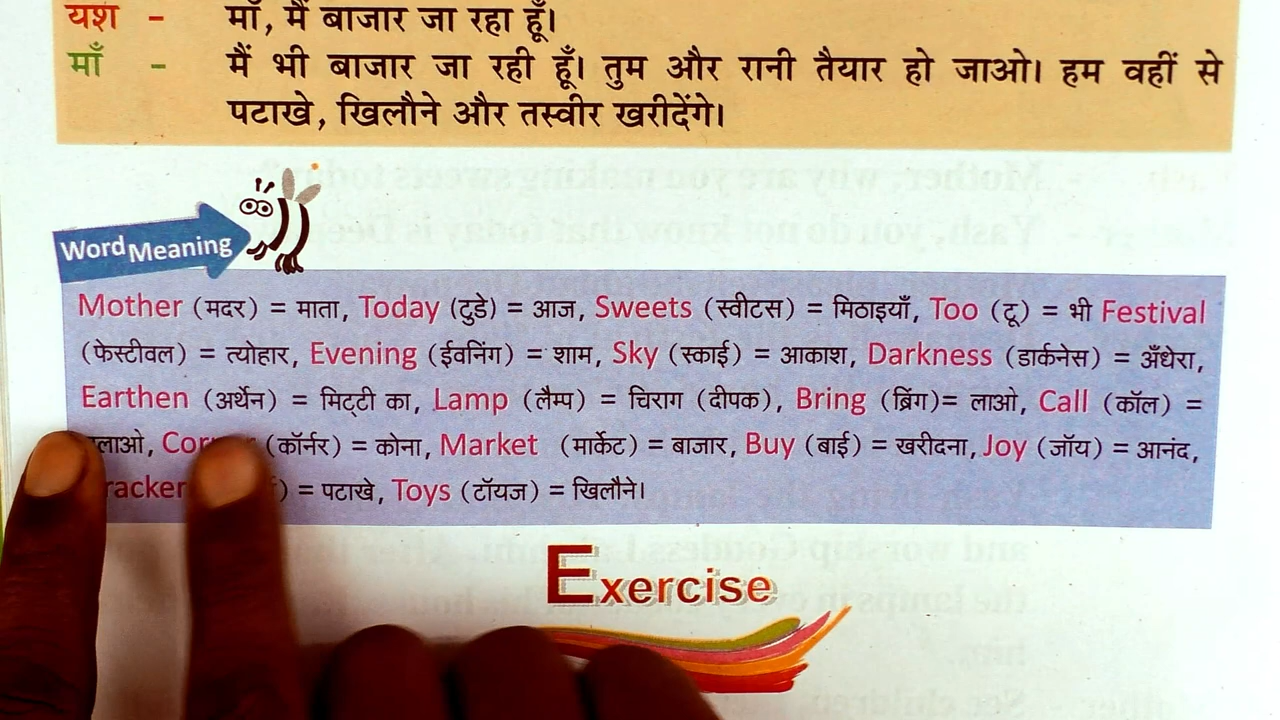 यश - माँ, मैं बाजार जा रहा हूँ।
माँ - मैं भी बाजार जा रही हूँ। तुम और रानी तैयार हो जाओ। हम वहीं से
पटाखे, खिलौने और तस्वीर खरीदेंगे।
Word Meaning
Mother (मदर) = माता, Today (टुडे) = आज, Sweets (स्वीटस) = मिठाइयाँ, Too (टू) = भी Festival
(फेस्टीवल) = त्योहार, Evening (ईवनिंग) = शाम, Sky (स्काई) = आकाश, Darkness (डार्कनेस) = अँधेरा,
Earthen (अर्थेन) = मिट्टी का, Lamp (लैम्प) = चिराग (दीपक), Bring (ब्रिंग)= लाओ, Call (कॉल) =
(कॉर्नर) = कोना, Market (मार्केट) = बाजार, Buy (बाई) = खरीदना, Joy (जॉय) = आनंद,
= पटाखे, Toys (टॉयज) = खिलौने।
Exercise